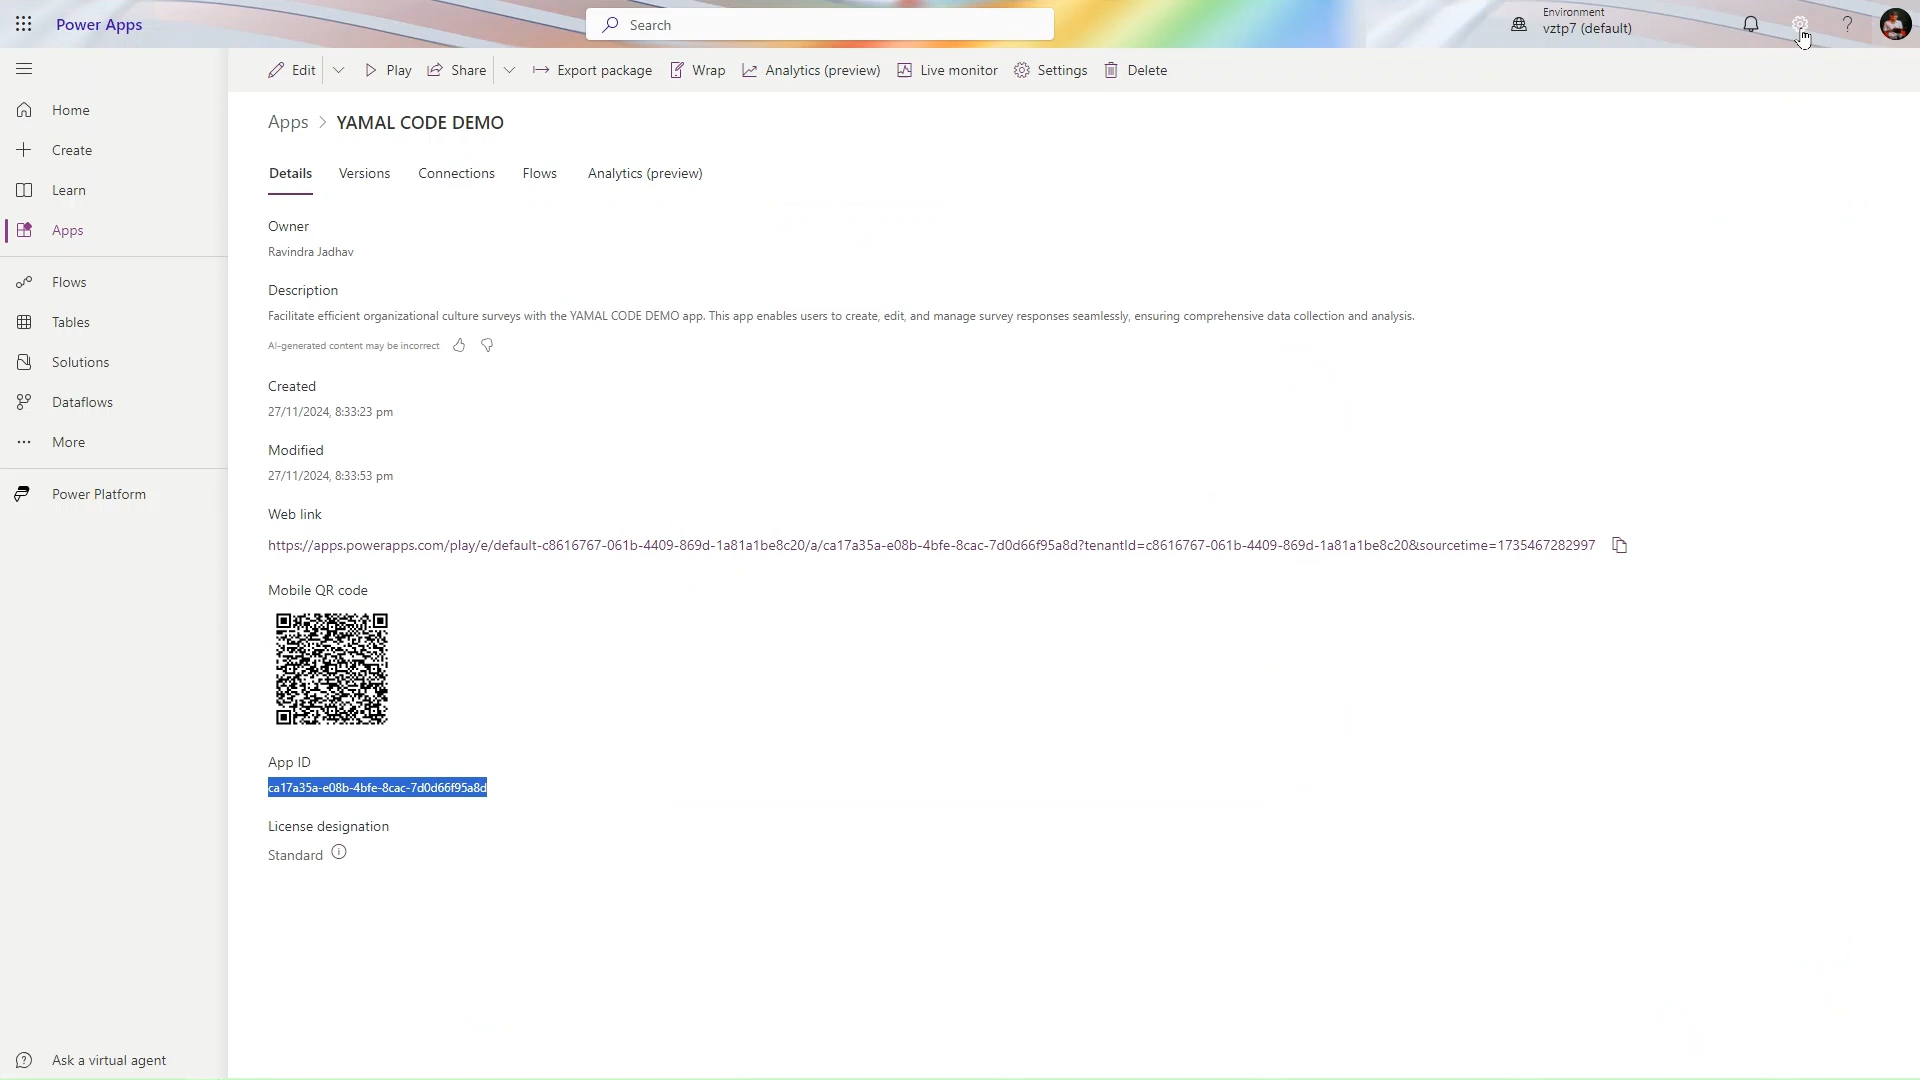 Power Apps
Search
Environment
vztp7 (default)
Edit
Play
Share
Export package
Wrap
Analytics (preview)
Live monitor
Settings
Delete
Home
Create
Learn
Apps
Flows
Tables
Solutions
Dataflows
More
Power Platform
Ask a virtual agent
Apps > YAMAL CODE DEMO
Details
Versions
Connections
Flows
Analytics (preview)
Owner
Ravindra Jadhav
Description
Facilitate efficient organizational culture surveys with the YAMAL CODE DEMO app. This app enables users to create, edit, and manage survey responses seamlessly, ensuring comprehensive data collection and analysis.
AI-generated content may be incorrect
Created
27/11/2024, 8:33:23 pm
Modified
27/11/2024, 8:33:53 pm
Web link
https://apps.powerapps.com/play/e/default-c8616767-061b-4409-869d-1a81a1be8c20/a/ca17a35a-e08b-4bfe-8cac-7d0d66f95a8d?tenantId=c8616767-061b-4409-869d-1a81a1be8c20&sourcetime=1735467282997
Mobile QR code
App ID
ca17a35a-e08b-4bfe-8cac-7d0d66f95a8d
License designation
Standard